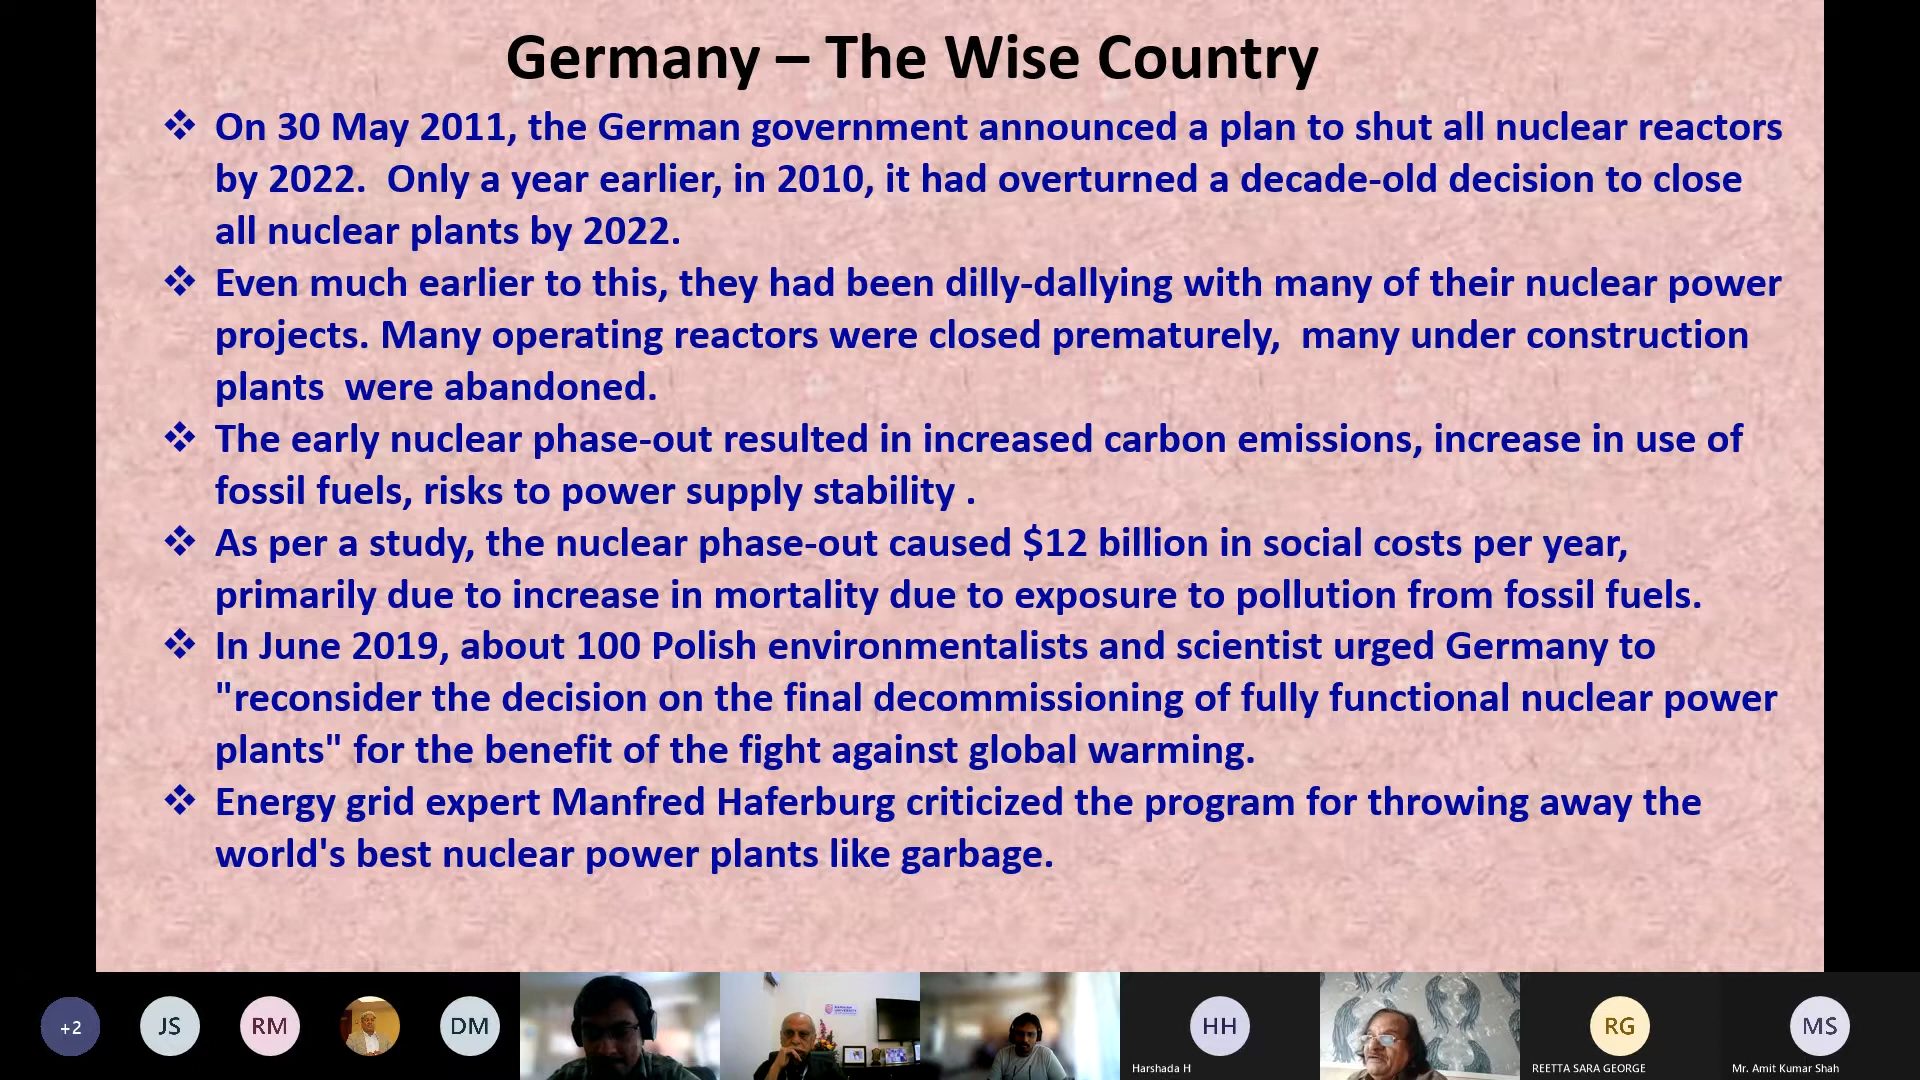 Germany – The Wise Country
❖ On 30 May 2011, the German government announced a plan to shut all nuclear reactors
by 2022.  Only a year earlier, in 2010, it had overturned a decade-old decision to close
all nuclear plants by 2022.
❖ Even much earlier to this, they had been dilly-dallying with many of their nuclear power
projects. Many operating reactors were closed prematurely,  many under construction
plants  were abandoned.
❖ The early nuclear phase-out resulted in increased carbon emissions, increase in use of
fossil fuels, risks to power supply stability .
❖ As per a study, the nuclear phase-out caused $12 billion in social costs per year,
primarily due to increase in mortality due to exposure to pollution from fossil fuels.
❖ In June 2019, about 100 Polish environmentalists and scientist urged Germany to
"reconsider the decision on the final decommissioning of fully functional nuclear power
plants" for the benefit of the fight against global warming.
❖ Energy grid expert Manfred Haferburg criticized the program for throwing away the
world's best nuclear power plants like garbage.
+2
JS
RM
DM
HH
Harshada H
RG
REETTA SARA GEORGE
MS
Mr. Amit Kumar Shah